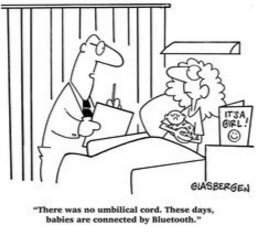 IT'S A
GIRL!
GLASBERGEN
"There was no umbilical cord. These days,
babies are connected by Bluetooth."